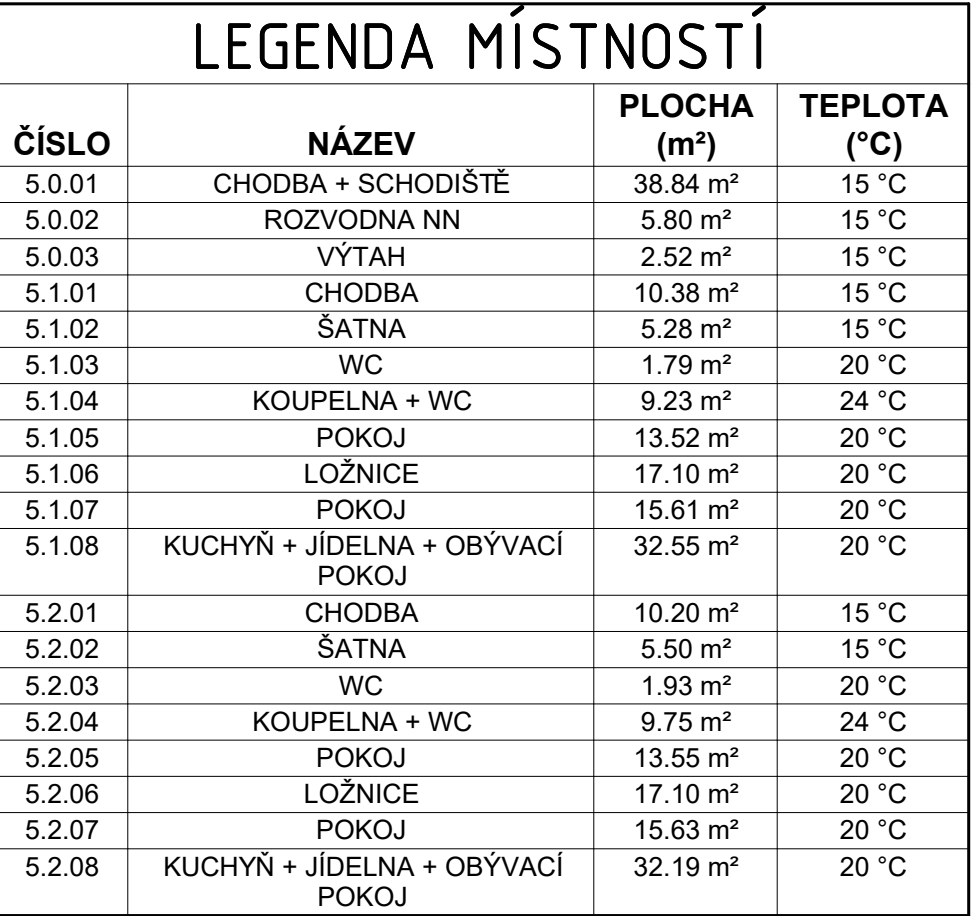 LEGENDA MÍSTNOSTÍ
ČÍSLO NÁZEV PLOCHA (m²) TEPLOTA (°C)
5.0.01 CHODBA + SCHODIŠTĚ 38.84 m² 15 °C
5.0.02 ROZVODNA NN 5.80 m² 15 °C
5.0.03 VÝTAH 2.52 m² 15 °C
5.1.01 CHODBA 10.38 m² 15 °C
5.1.02 ŠATNA 5.28 m² 15 °C
5.1.03 WC 1.79 m² 20 °C
5.1.04 KOUPELNA + WC 9.23 m² 24 °C
5.1.05 POKOJ 13.52 m² 20 °C
5.1.06 LOŽNICE 17.10 m² 20 °C
5.1.07 POKOJ 15.61 m² 20 °C
5.1.08 KUCHYŇ + JÍDELNA + OBÝVACÍ 32.55 m² 20 °C
POKOJ
5.2.01 CHODBA 10.20 m² 15 °C
5.2.02 ŠATNA 5.50 m² 15 °C
5.2.03 WC 1.93 m² 20 °C
5.2.04 KOUPELNA + WC 9.75 m² 24 °C
5.2.05 POKOJ 13.55 m² 20 °C
5.2.06 LOŽNICE 17.10 m² 20 °C
5.2.07 POKOJ 15.63 m² 20 °C
5.2.08 KUCHYŇ + JÍDELNA + OBÝVACÍ 32.19 m² 20 °C
POKOJ